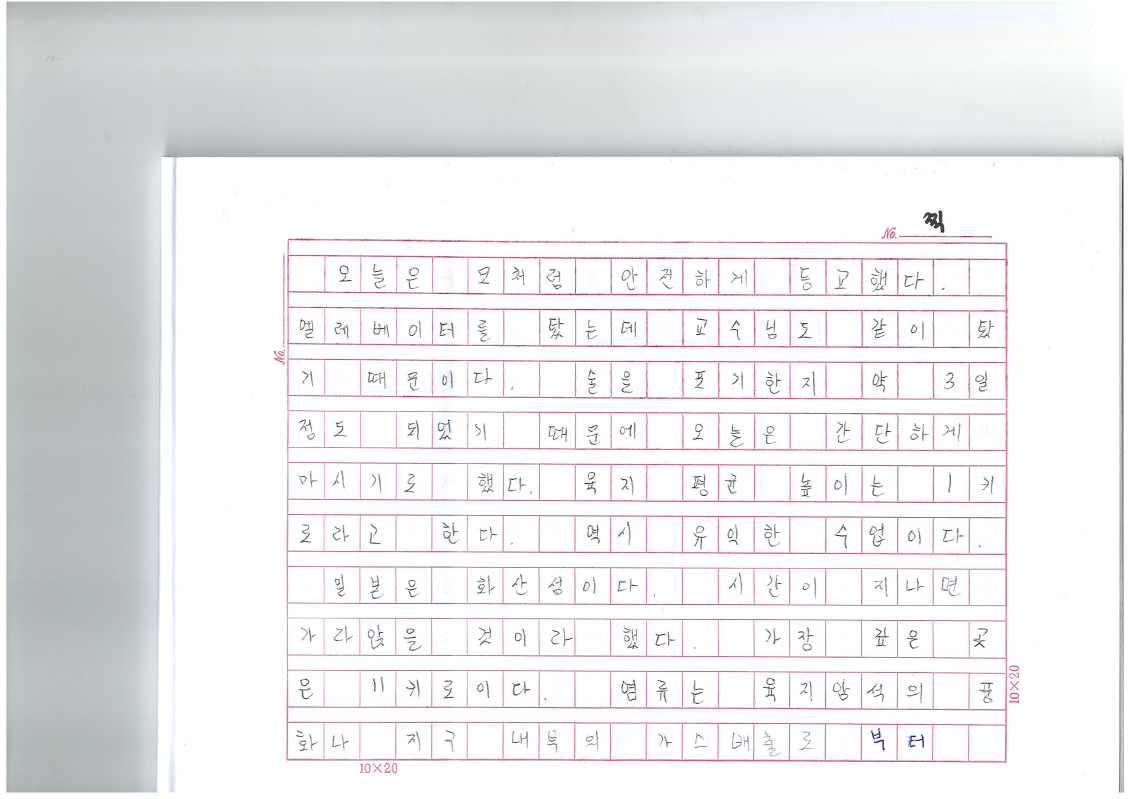 No. 찍
오늘은 모처럼 안전하게 등교했다.
엘레베이터를 탔는데 교수님도 같이 탔
기 때문이다. 술을 포기한지 약 3일
정도 되었기 때문에 오늘은 간단하게
마시기로 했다. 육지 평균 높이는 1키
로라고 한다. 역시 유익한 수업이다.
일본은 화산섬이다. 시간이 지나면
가라앉을 것이라 했다. 가장 깊은 곳
은 11키로이다. 염류는 육지암석의 풍
화나 지구 내부의 가스배출로 부터
No.
10×20
10×20